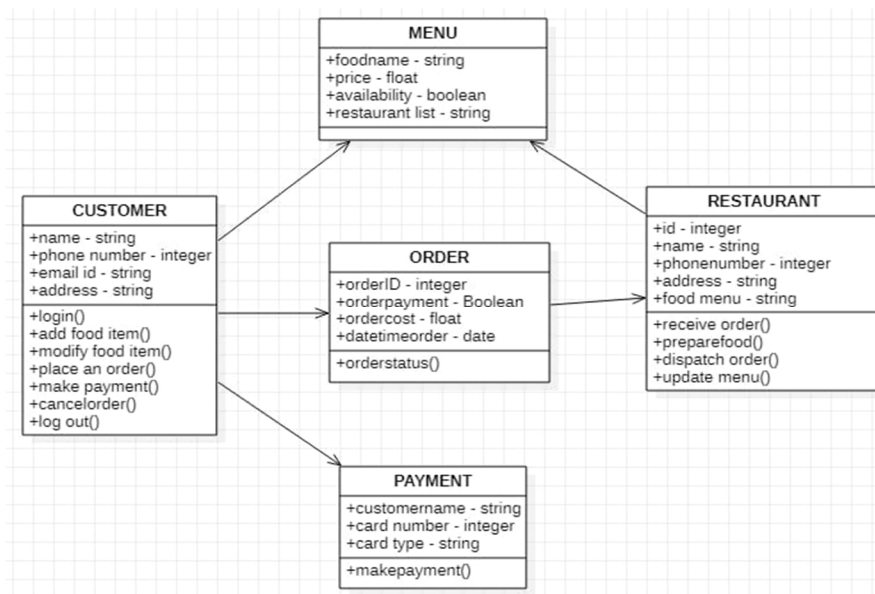 MENU
+foodname - string
+price - float
+availability - boolean
+restaurant list - string
CUSTOMER
+name - string
+phone number - integer
+email id - string
+address - string
+login()
+add food item()
+modify food item()
+place an order()
+make payment()
+cancelorder()
+log out()
ORDER
+orderID - integer
+orderpayment - Boolean
+ordercost - float
+datetimeorder - date
+orderstatus()
RESTAURANT
+id - integer
+name - string
+phonenumber - integer
+address - string
+food menu - string
+receive order()
+preparefood()
+dispatch order()
+update menu()
PAYMENT
+customername - string
+card number - integer
+card type - string
+makepayment()